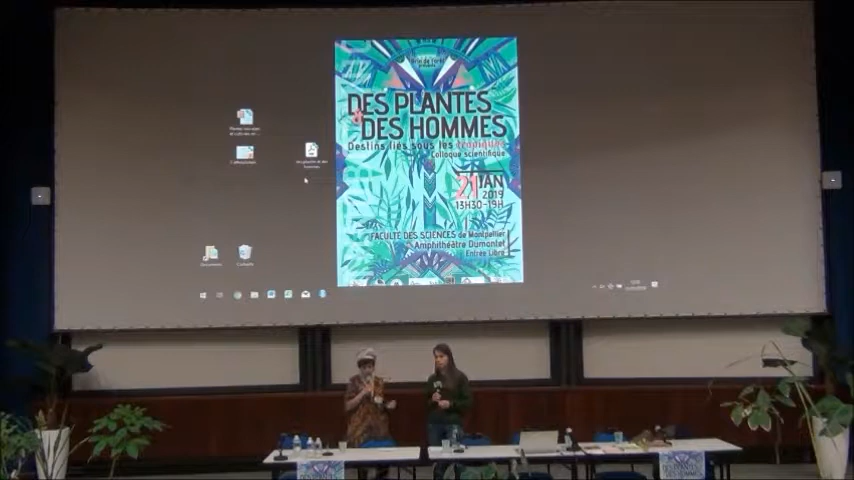 DES PLANTES
& DES HOMMES
Destins liés sous les tropiques
Colloque scientifique
21 JAN
2019
13H30-19H
FACULTÉ DES SCIENCES de Montpellier
Amphithéâtre Dumontet
Entrée Libre